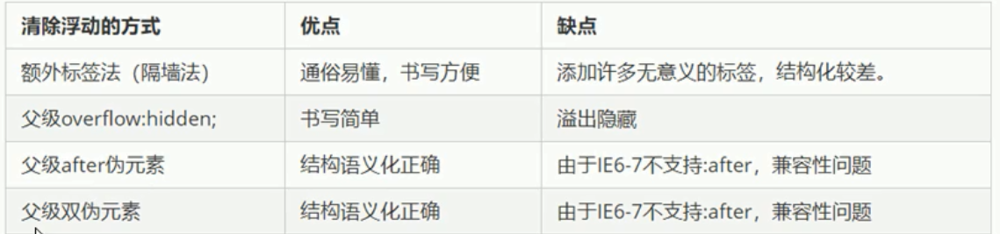 清除浮动的方式 优点 缺点
额外标签法（隔墙法） 通俗易懂，书写方便 添加许多无意义的标签，结构化较差。
父级overflow:hidden; 书写简单 溢出隐藏
父级after伪元素 结构语义化正确 由于IE6-7不支持:after，兼容性问题
父级双伪元素 结构语义化正确 由于IE6-7不支持:after，兼容性问题